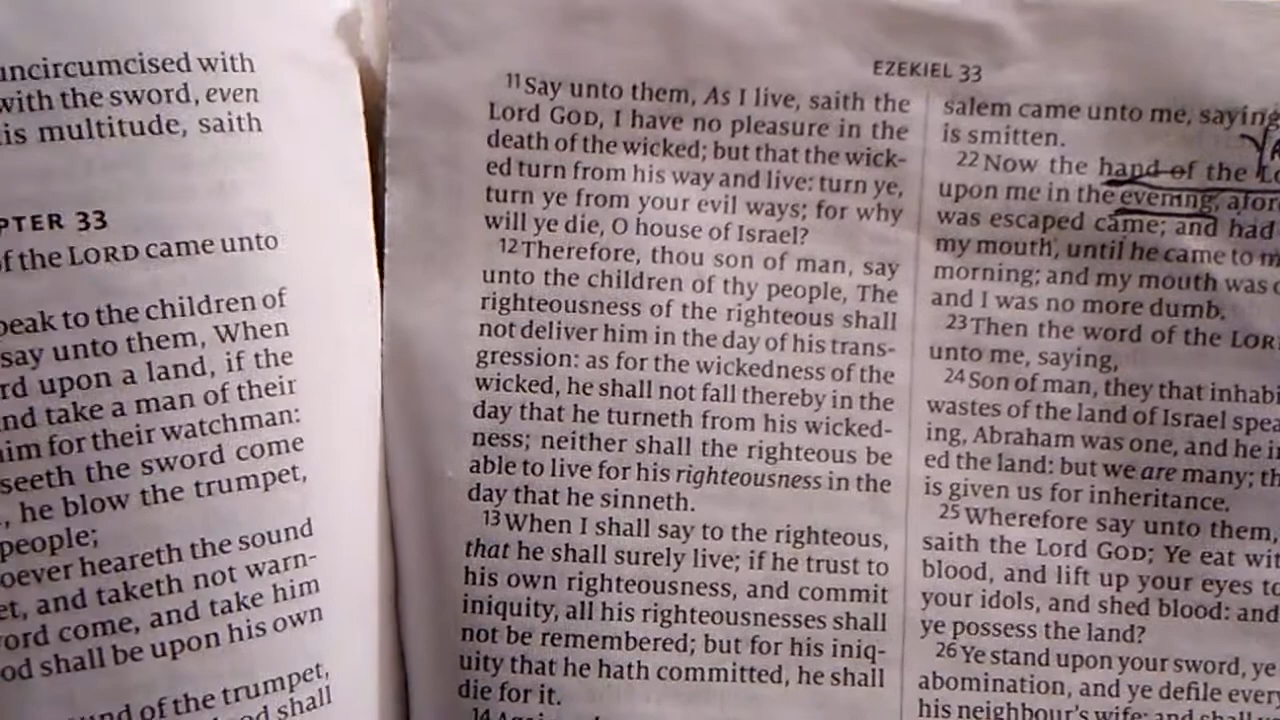 uncircumcised with
with the sword, even
is multitude, saith
PTER 33
of the LORD came unto
peak to the children of
say unto them, When
rd upon a land, if the
nd take a man of their
im for their watchman:
seeth the sword come
, he blow the trumpet,
people;
oever heareth the sound
et, and taketh not warn-
ord come, and take him
od shall be upon his own
und of the trumpet,
od shall
EZEKIEL 33
11 Say unto them, As I live, saith the
Lord GOD, I have no pleasure in the
death of the wicked; but that the wick-
ed turn from his way and live: turn ye,
turn ye from your evil ways; for why
will ye die, O house of Israel?
12 Therefore, thou son of man, say
unto the children of thy people, The
righteousness of the righteous shall
not deliver him in the day of his trans-
gression: as for the wickedness of the
wicked, he shall not fall thereby in the
day that he turneth from his wicked-
ness; neither shall the righteous be
able to live for his righteousness in the
day that he sinneth.
13 When I shall say to the righteous,
that he shall surely live; if he trust to
his own righteousness, and commit
iniquity, all his righteousnesses shall
not be remembered; but for his iniq-
uity that he hath committed, he shall
die for it.
14 Again
salem came unto me, saying
is smitten.
22 Now the hand of the Lo
upon me in the evening, afor
was escaped came; and had
my mouth, until he came to m
morning; and my mouth was o
and I was no more dumb.
23 Then the word of the LOR
unto me, saying,
24 Son of man, they that inhabi
wastes of the land of Israel spea
ing, Abraham was one, and he i
ed the land: but we are many; th
is given us for inheritance.
25 Wherefore say unto them,
saith the Lord GOD; Ye eat wit
blood, and lift up your eyes to
your idols, and shed blood: and
ye possess the land?
26 Ye stand upon your sword, ye
abomination, and ye defile every
his neighbour's wife: and shall